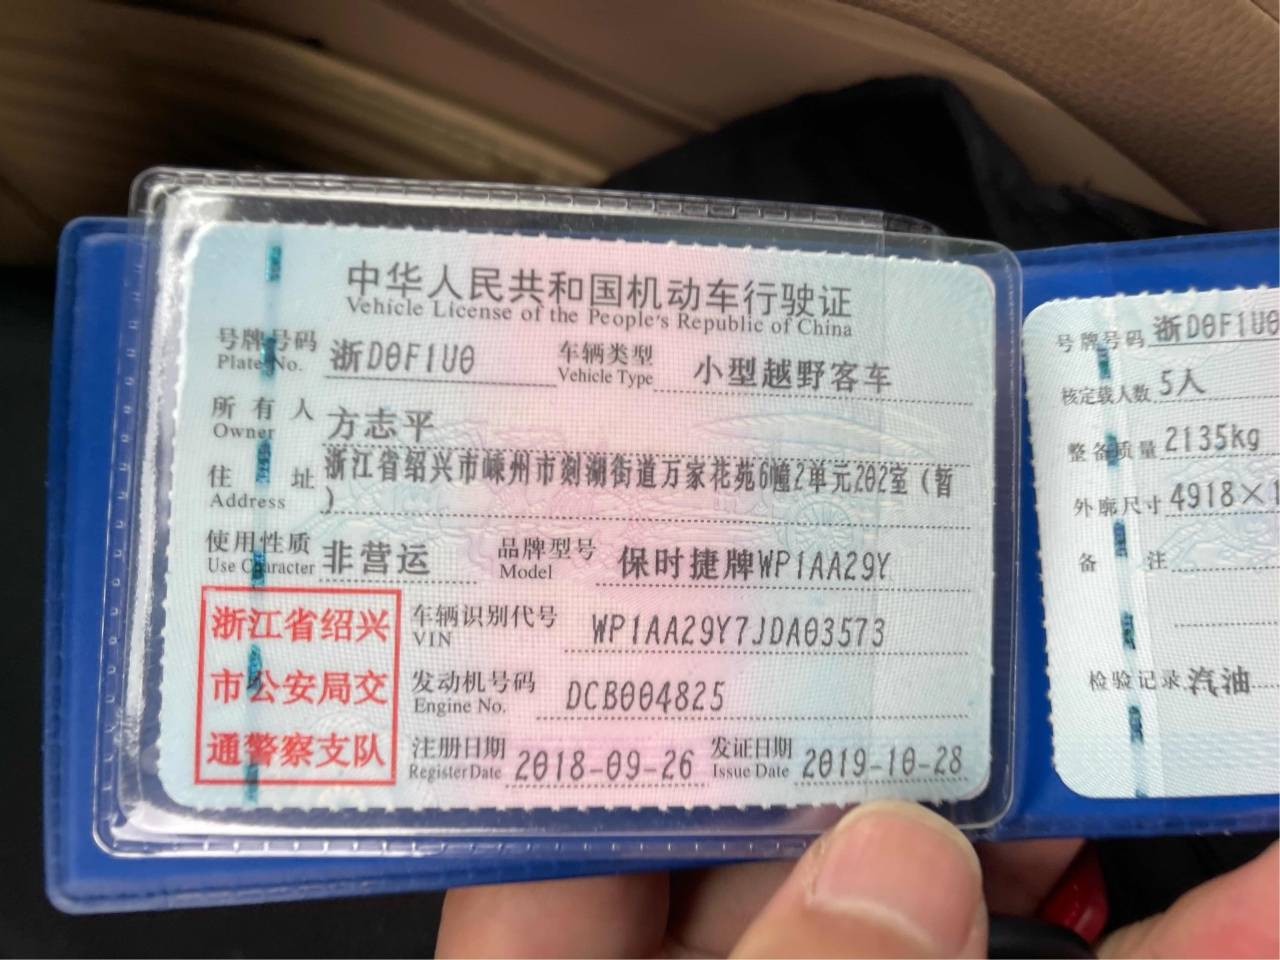 中华人民共和国机动车行驶证
Vehicle License of the People's Republic of China
号牌号码 浙D0F1U0 车辆类型 小型越野客车
Plate No. Vehicle Type
所有人 方志平
Owner
住址 浙江省绍兴市嵊州市剡湖街道万家花苑6幢2单元202室（暂
Address ）
使用性质 非营运 品牌型号 保时捷牌WP1AA29Y
Use Character Model
浙江省绍兴
市公安局交
通警察支队
车辆识别代号 WP1AA29Y7JDA03573
VIN
发动机号码 DCB004825
Engine No.
注册日期 2018-09-26 发证日期 2019-10-28
Register Date Issue Date
号牌号码 浙D0F1U0
核定载人数 5人
整备质量 2135kg
外廓尺寸 4918×1
备注
检验记录 汽油